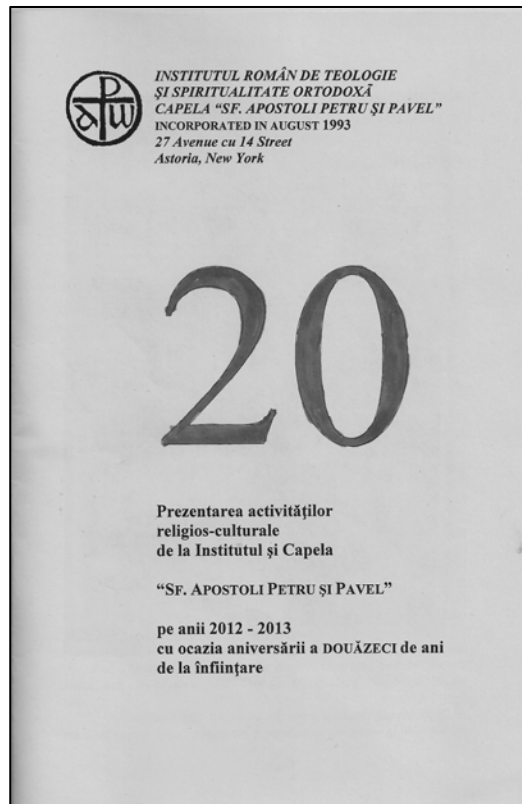 INSTITUTUL ROMÂN DE TEOLOGIE
ŞI SPIRITUALITATE ORTODOXĂ
CAPELA “SF. APOSTOLI PETRU ŞI PAVEL”
INCORPORATED IN AUGUST 1993
27 Avenue cu 14 Street
Astoria, New York
20
Prezentarea activităţilor
religios-culturale
de la Institutul şi Capela
“SF. APOSTOLI PETRU ŞI PAVEL”
pe anii 2012 - 2013
cu ocazia aniversării a DOUĂZECI de ani
de la înfiinţare